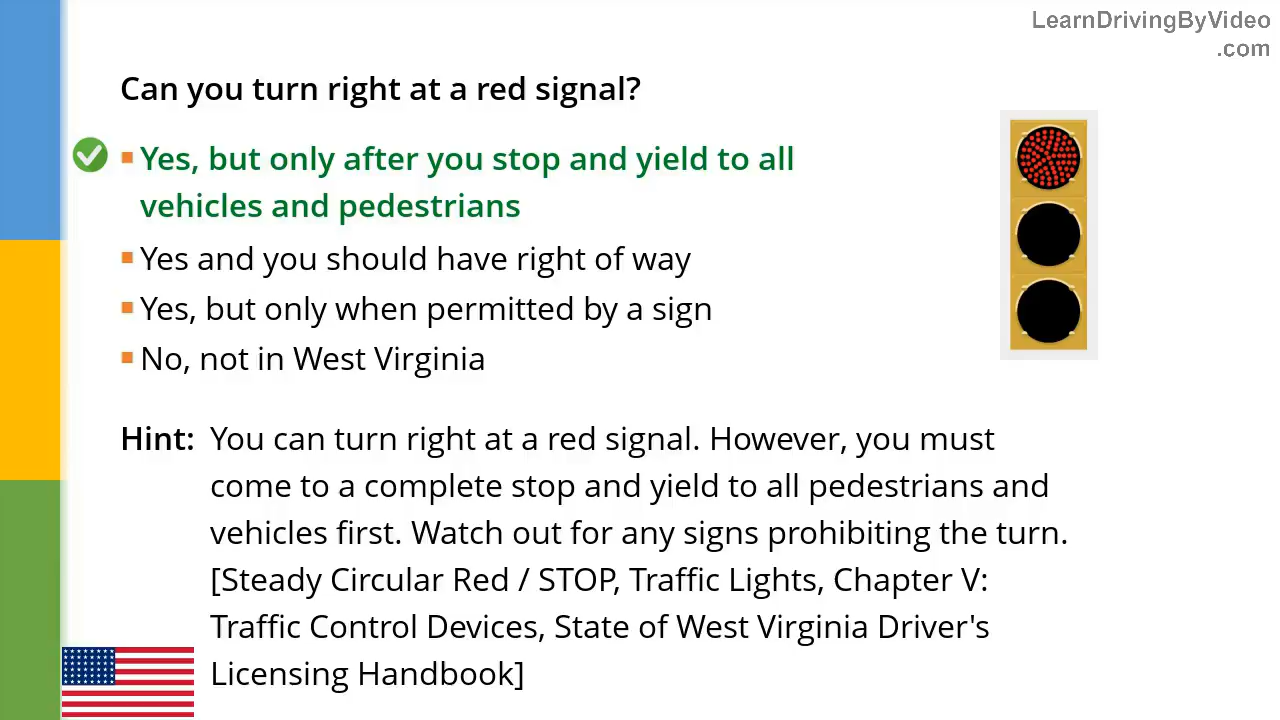 LearnDrivingByVideo
.com
Can you turn right at a red signal?
Yes, but only after you stop and yield to all
vehicles and pedestrians
Yes and you should have right of way
Yes, but only when permitted by a sign
No, not in West Virginia
Hint: You can turn right at a red signal. However, you must
come to a complete stop and yield to all pedestrians and
vehicles first. Watch out for any signs prohibiting the turn.
[Steady Circular Red / STOP, Traffic Lights, Chapter V:
Traffic Control Devices, State of West Virginia Driver's
Licensing Handbook]